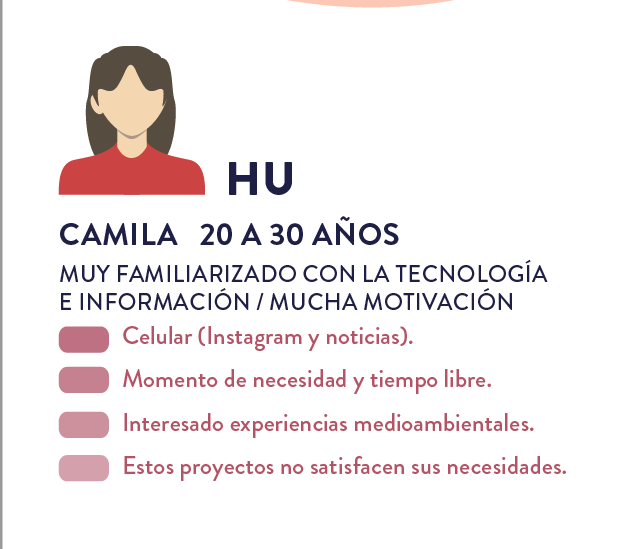 HU
CAMILA 20 A 30 AÑOS
MUY FAMILIARIZADO CON LA TECNOLOGÍA
E INFORMACIÓN / MUCHA MOTIVACIÓN
Celular (Instagram y noticias).
Momento de necesidad y tiempo libre.
Interesado experiencias medioambientales.
Estos proyectos no satisfacen sus necesidades.